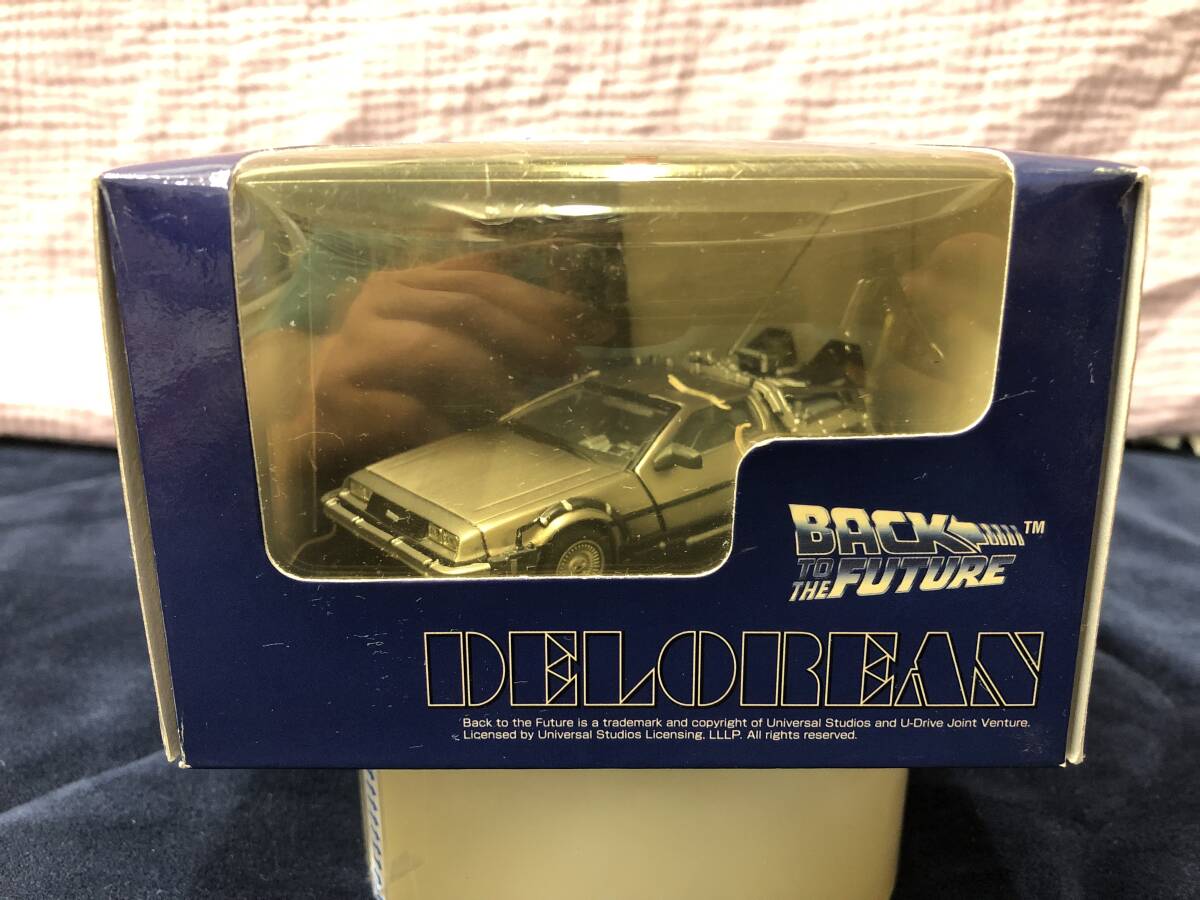 BACK
TO THE FUTURE™
DELOREAN
Back to the Future is a trademark and copyright of Universal Studios and U-Drive Joint Venture.
Licensed by Universal Studios Licensing, LLLP. All rights reserved.